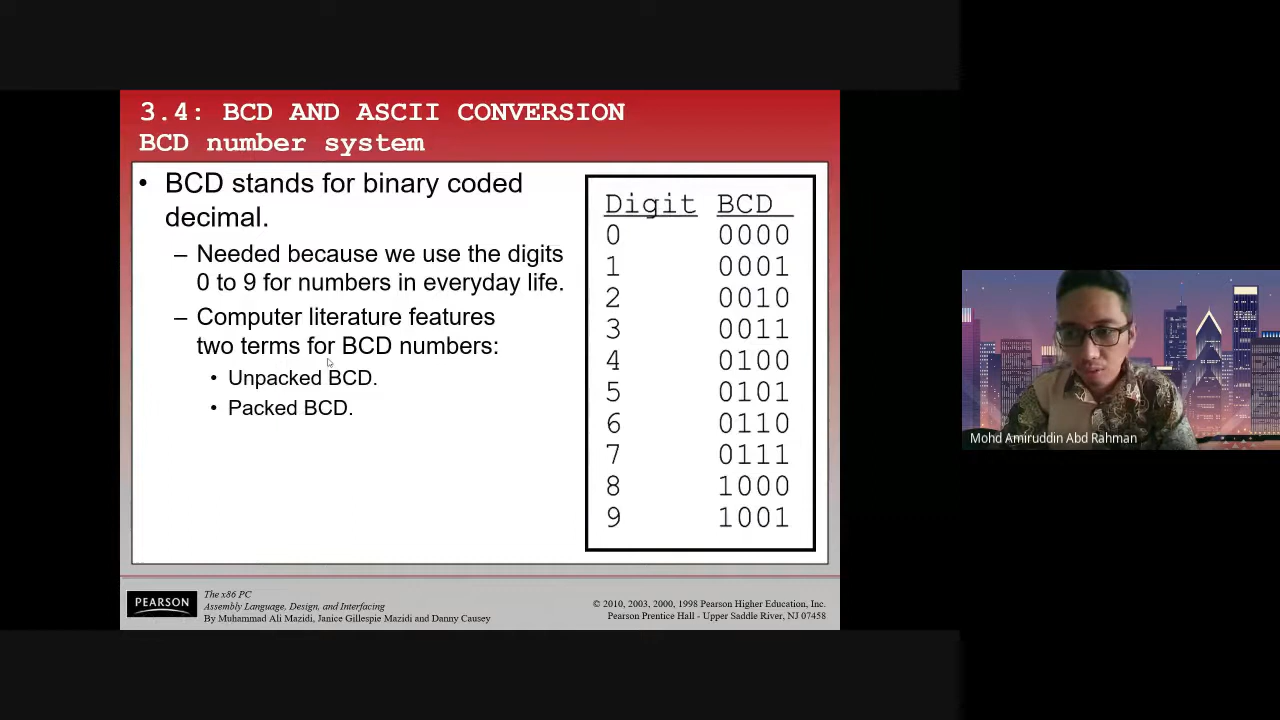 3.4: BCD AND ASCII CONVERSION
BCD number system
• BCD stands for binary coded
decimal.
– Needed because we use the digits
0 to 9 for numbers in everyday life.
– Computer literature features
two terms for BCD numbers:
• Unpacked BCD.
• Packed BCD.
Digit BCD
0 0000
1 0001
2 0010
3 0011
4 0100
5 0101
6 0110
7 0111
8 1000
9 1001
Mohd Amiruddin Abd Rahman
PEARSON
The x86 PC
Assembly Language, Design, and Interfacing
By Muhammad Ali Mazidi, Janice Gillespie Mazidi and Danny Causey
© 2010, 2003, 2000, 1998 Pearson Higher Education, Inc.
Pearson Prentice Hall - Upper Saddle River, NJ 07458